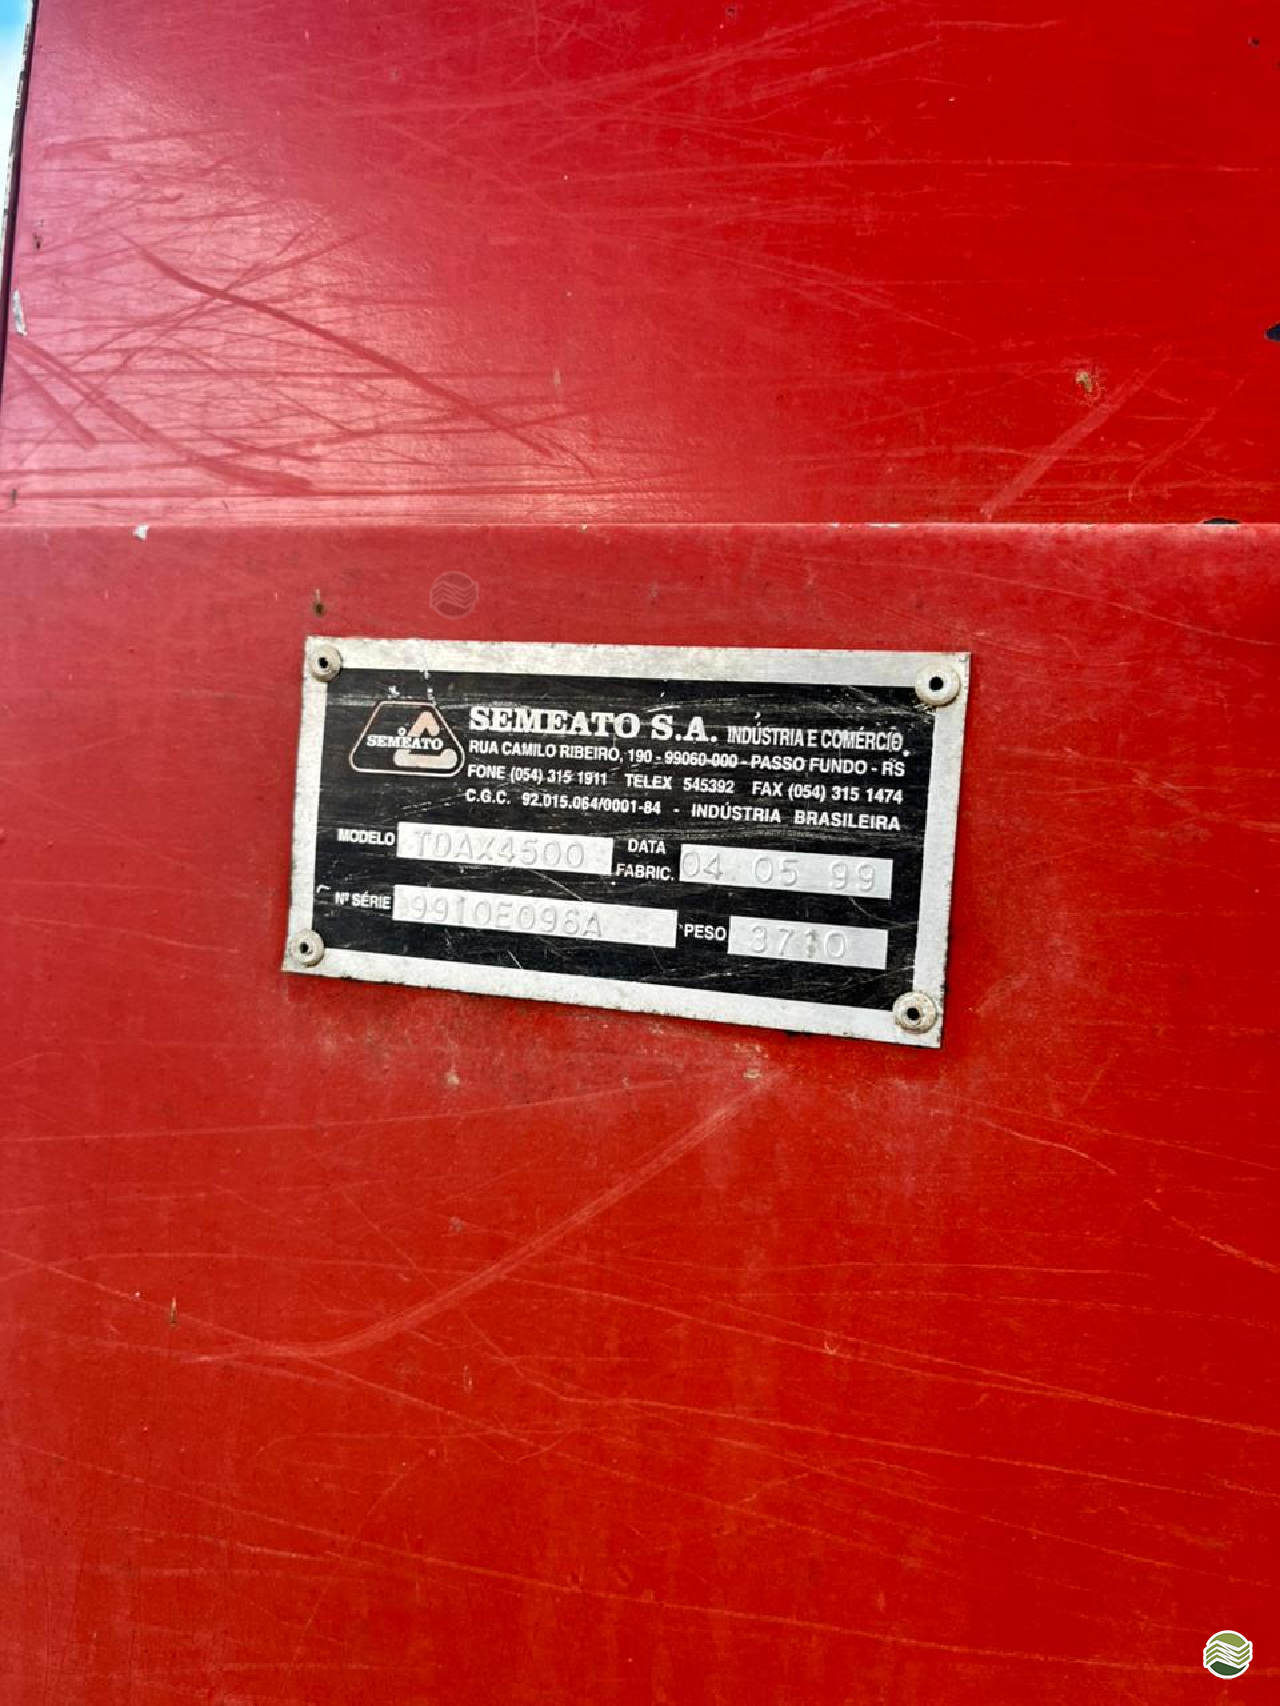 SEMEATO
SEMEATO S.A. INDÚSTRIA E COMÉRCIO
RUA CAMILO RIBEIRO, 190 - 99060-000 - PASSO FUNDO - RS
FONE (054) 315 1911 TELEX 545392 FAX (054) 315 1474
C.G.C. 92.015.064/0001-84 - INDÚSTRIA BRASILEIRA
MODELO TDAX4500 DATA FABRIC. 04 05 99
Nº SÉRIE 9910E096A PESO 3710